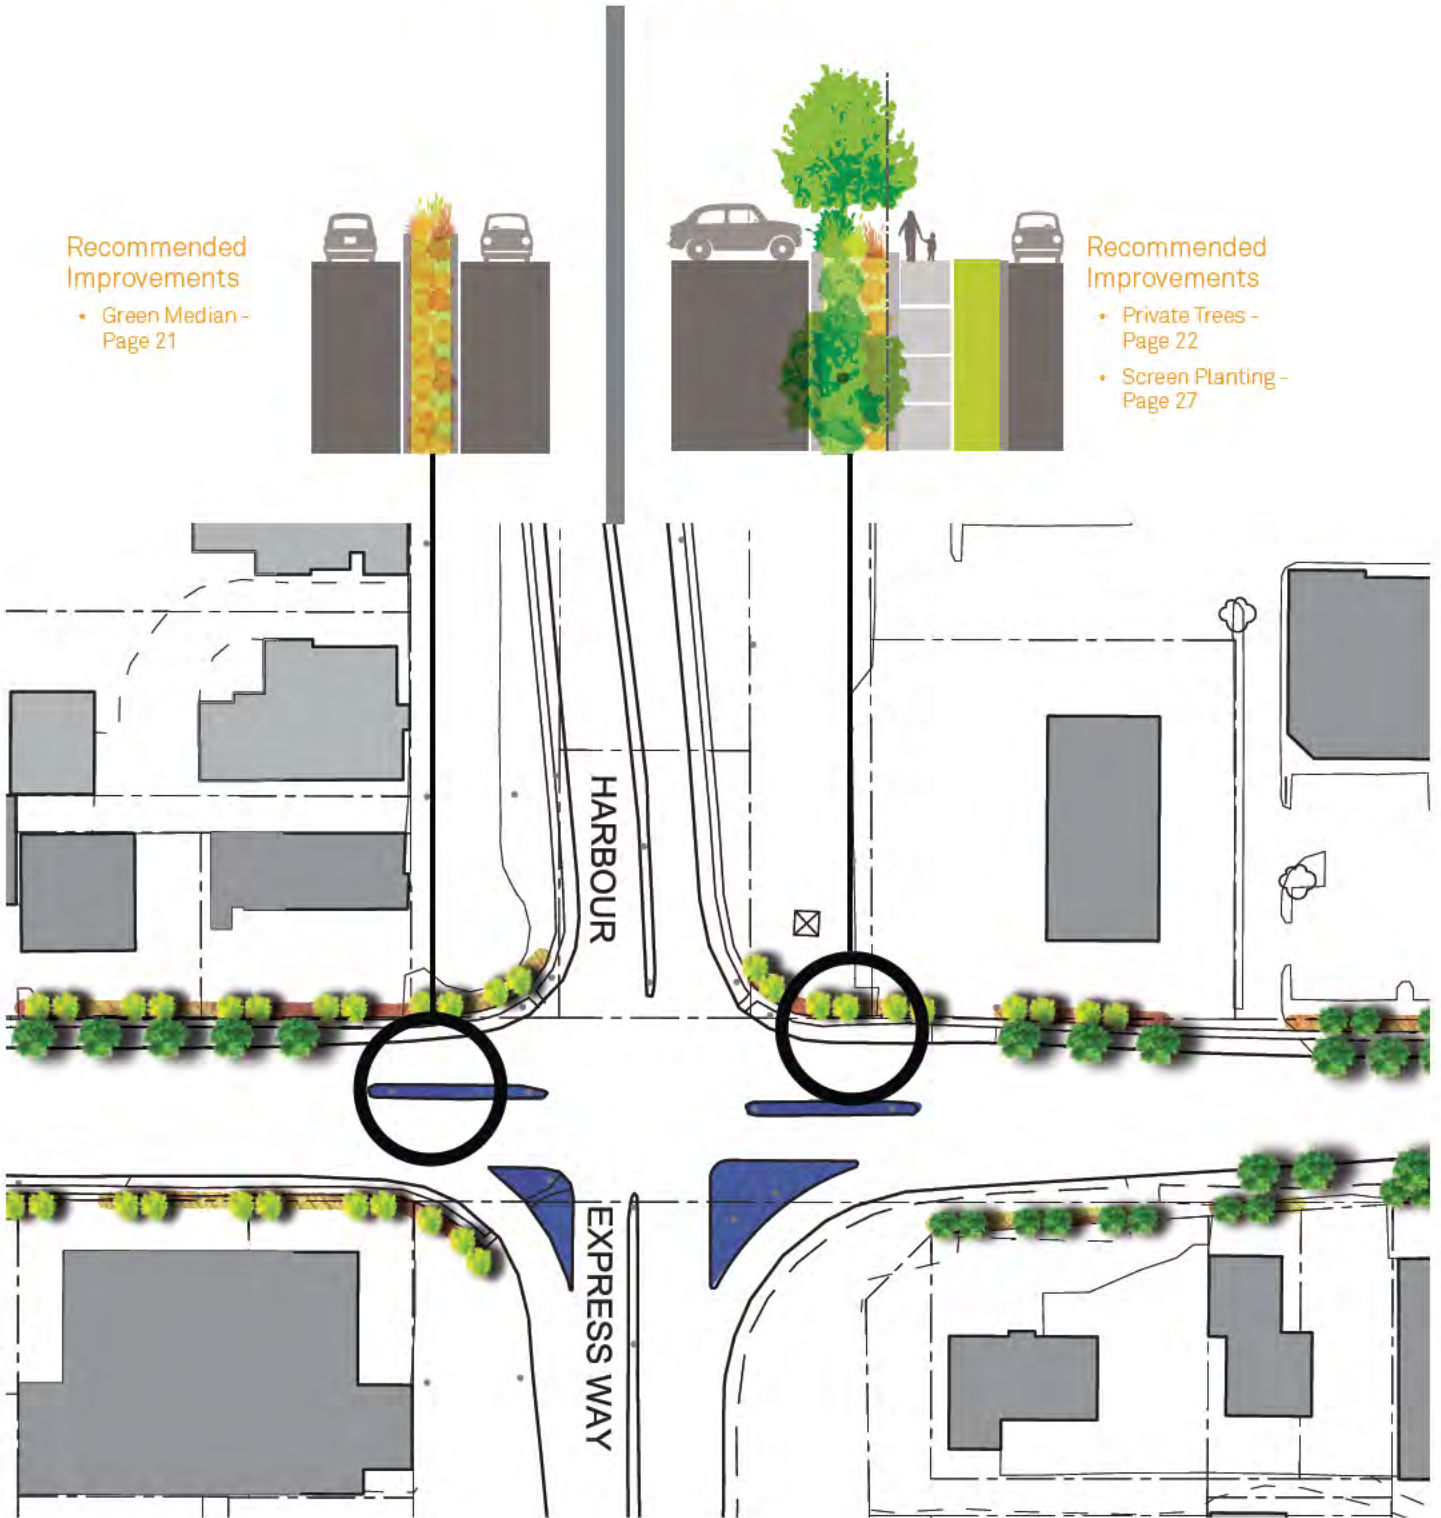 Recommended
Improvements
• Green Median -
Page 21
Recommended
Improvements
• Private Trees -
Page 22
• Screen Planting -
Page 27
HARBOUR
EXPRESS WAY